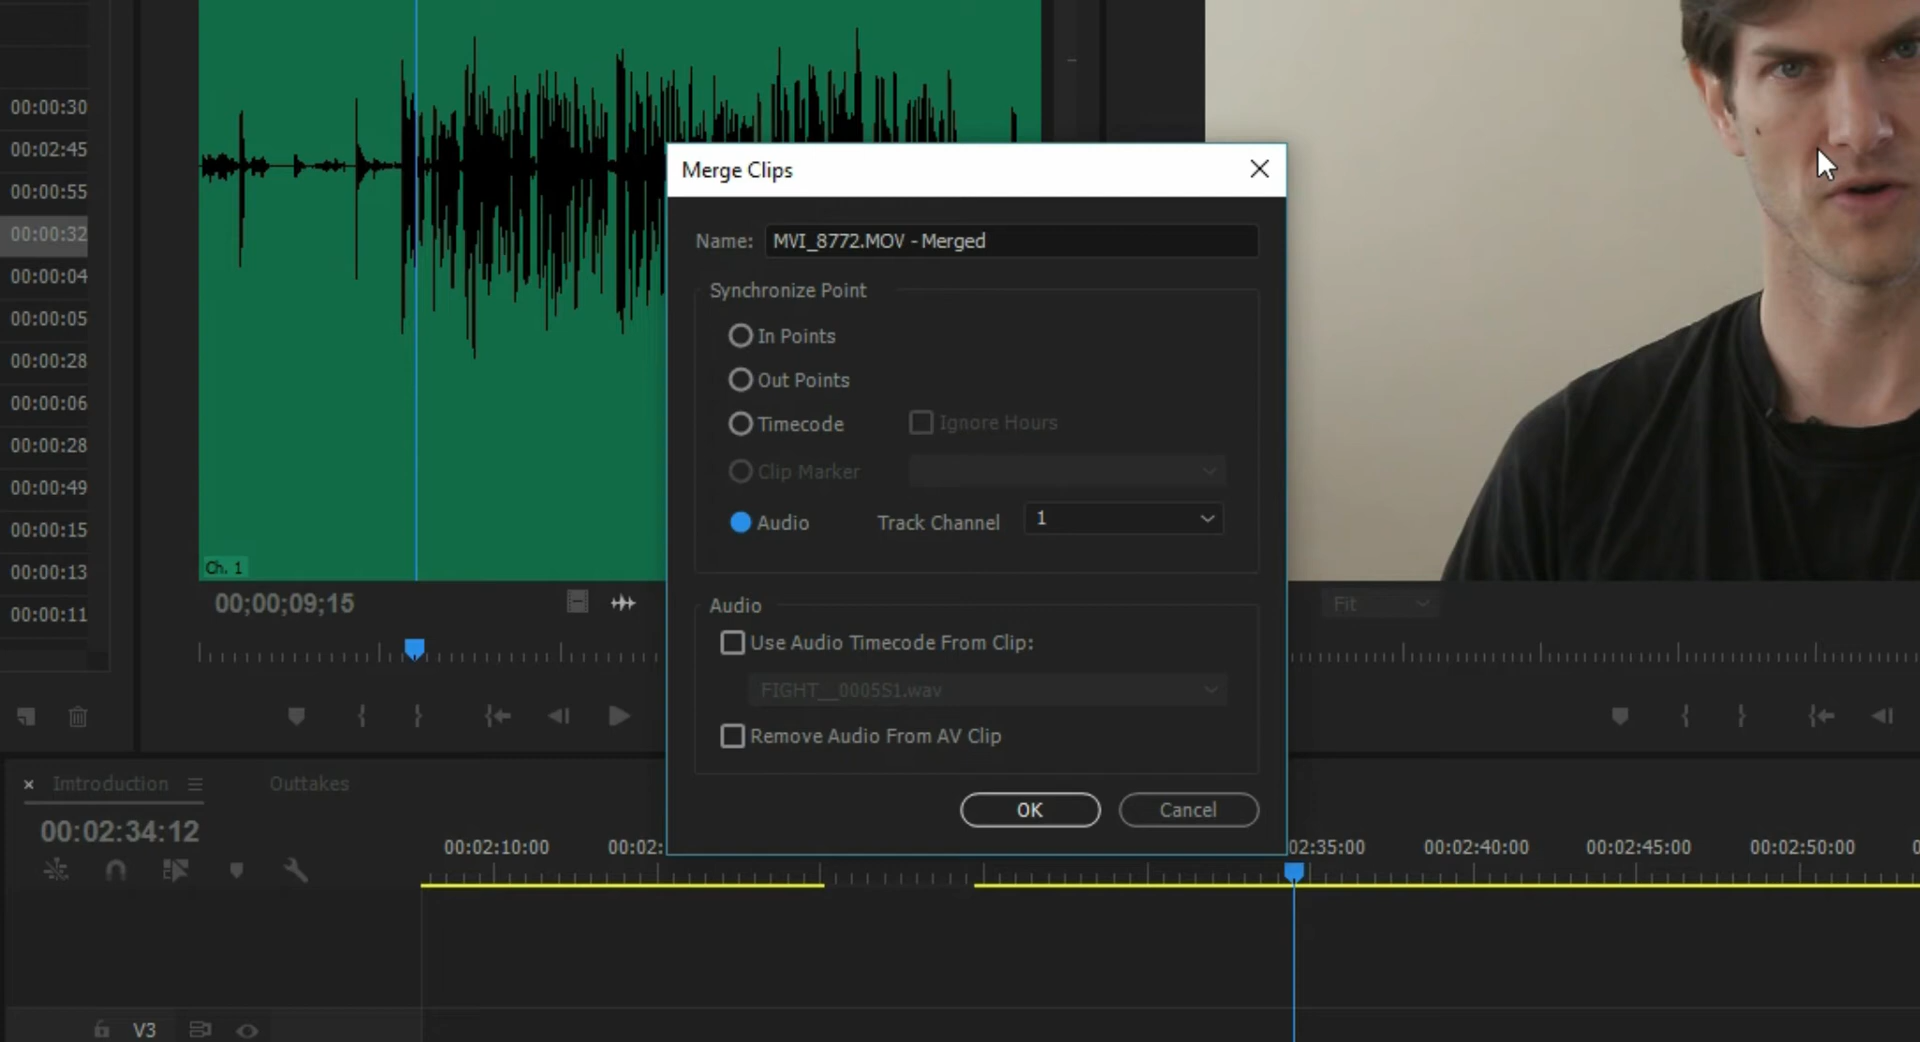 00:00:30
00:02:45
00:00:55
00:00:32
00:00:04
00:00:05
00:00:28
00:00:06
00:00:28
00:00:49
00:00:15
00:00:13
00:00:11
Ch. 1
00;00;09;15
Merge Clips
Name: MVI_8772.MOV - Merged
Synchronize Point
In Points
Out Points
Timecode Ignore Hours
Clip Marker
Audio Track Channel 1
Audio
Use Audio Timecode From Clip:
FIGHT__0005S1.wav
Remove Audio From AV Clip
OK Cancel
Fit
Imtroduction Outtakes
00:02:34:12
00:02:10:00 00:02: 02:35:00 00:02:40:00 00:02:45:00 00:02:50:00 0
V3